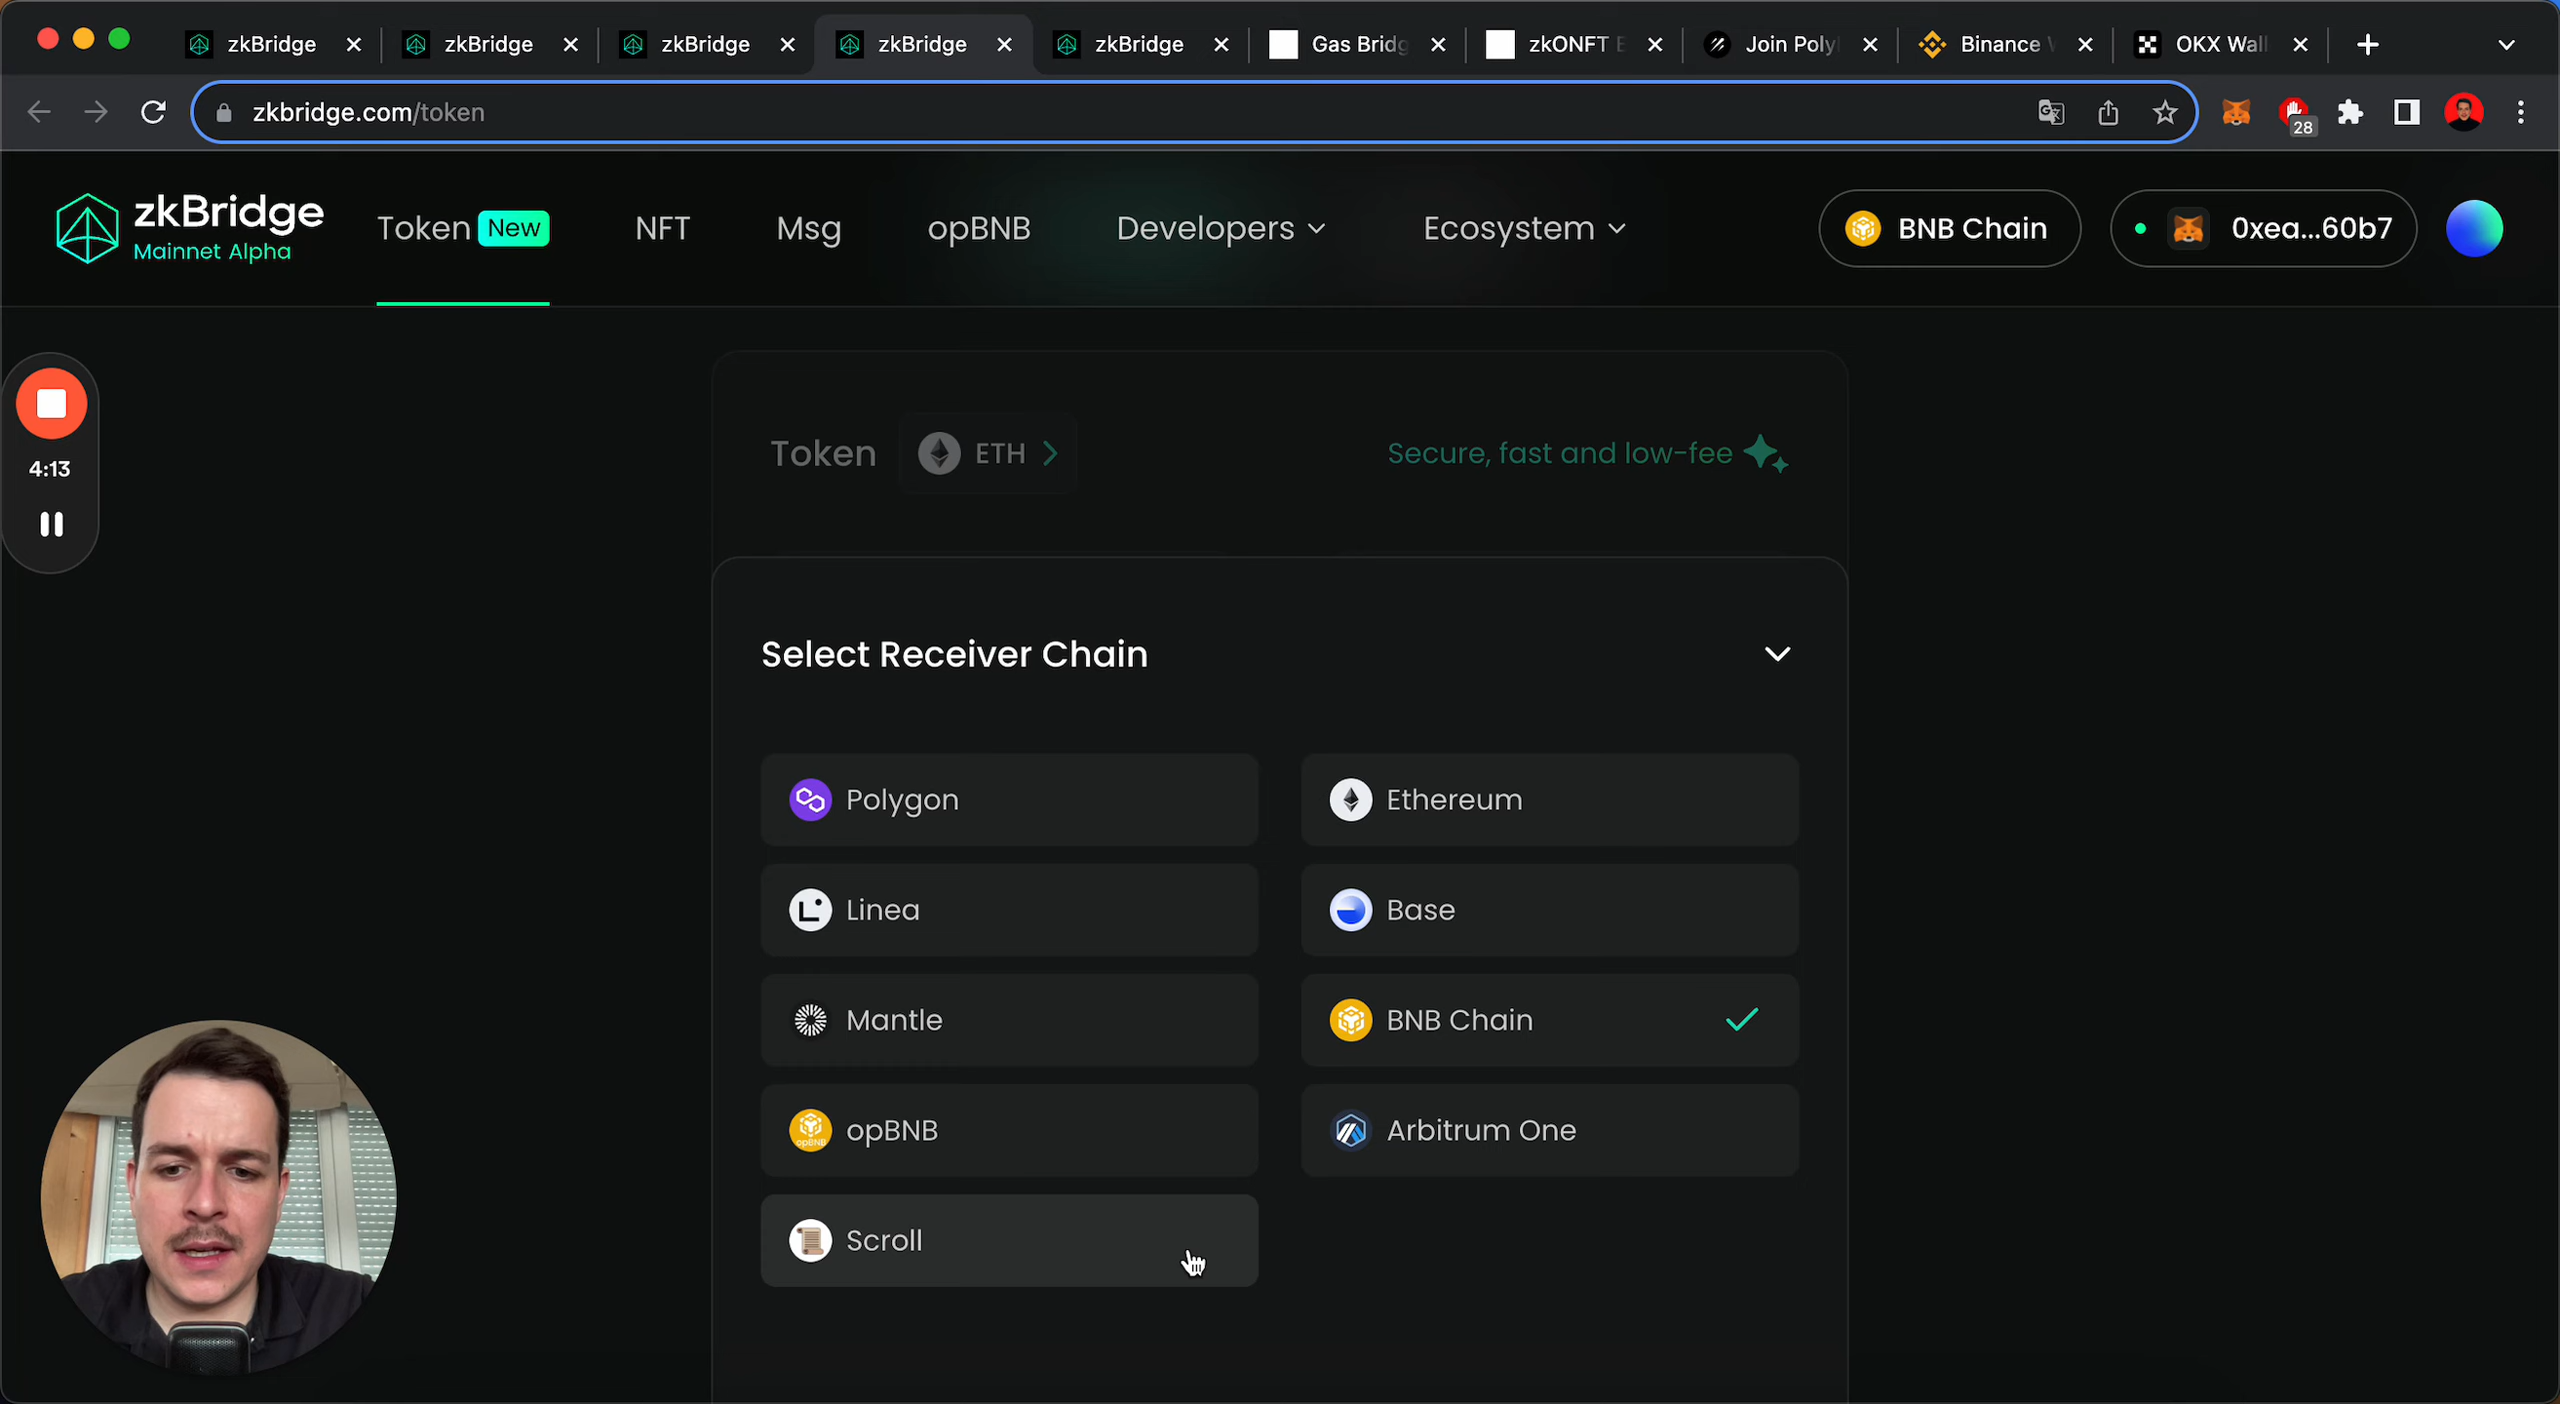 zkBridge
zkBridge
zkBridge
zkBridge
zkBridge
Gas Bridg
zkONFT
Join Poly
Binance
OKX Wall
zkbridge.com/token
28
zkBridge
Mainnet Alpha
Token New
NFT
Msg
opBNB
Developers
Ecosystem
BNB Chain
0xea...60b7
4:13
Token
ETH
Secure, fast and low-fee
Select Receiver Chain
Polygon
Ethereum
Linea
Base
Mantle
BNB Chain
opBNB
opBNB
Arbitrum One
Scroll